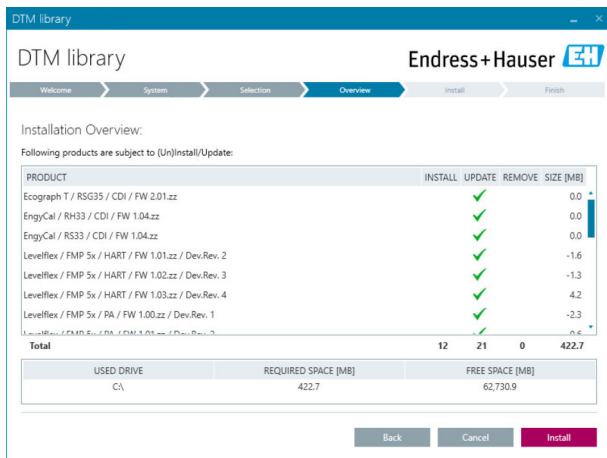 DTM library
DTM library
Endress+Hauser EH
Welcome System Selection Overview Install Finish
Installation Overview:
Following products are subject to (Un)Install/Update:
PRODUCT INSTALL UPDATE REMOVE SIZE [MB]
Ecograph T / RSG35 / CDI / FW 2.01.zz 0.0
EngyCal / RH33 / CDI / FW 1.04.zz 0.0
EngyCal / RS33 / CDI / FW 1.04.zz 0.0
Levelflex / FMP 5x / HART / FW 1.01.zz / Dev.Rev. 2 -1.6
Levelflex / FMP 5x / HART / FW 1.02.zz / Dev.Rev. 3 -1.3
Levelflex / FMP 5x / HART / FW 1.03.zz / Dev.Rev. 4 4.2
Levelflex / FMP 5x / PA / FW 1.00.zz / Dev.Rev. 1 -2.3
Total 12 21 0 422.7
USED DRIVE REQUIRED SPACE [MB] FREE SPACE [MB]
C:\ 422.7 62,730.9
Back Cancel Install